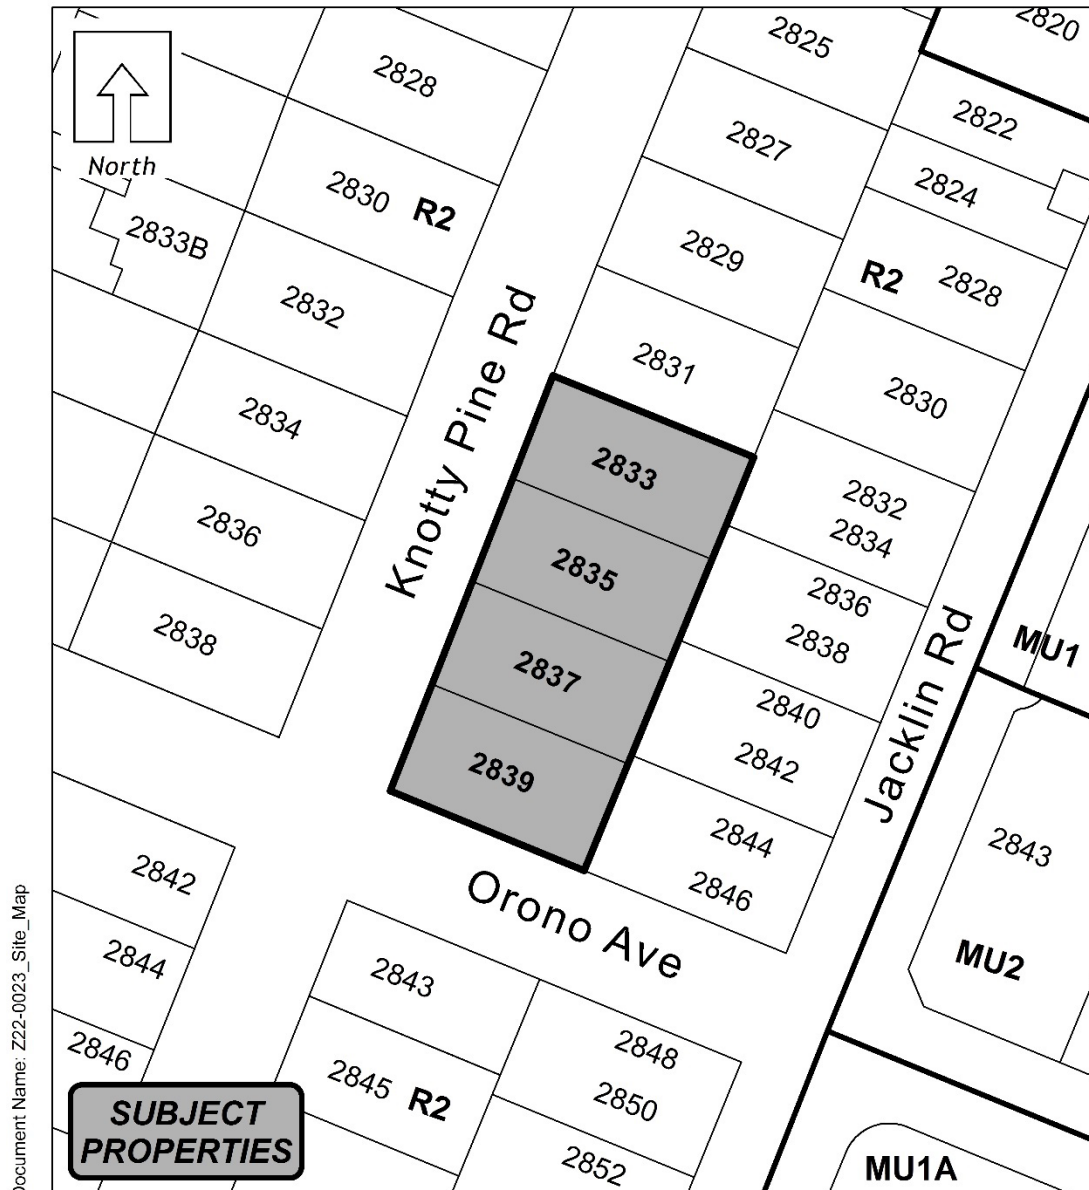 2820
2825
2828
2822
2827
North
2824
2830 R2
2833B
2829
R2 2828
2832
2831
Knotty Pine Rd
2830
2834
2833
2832
2834
2836
2835
2836
2838
2838
MU1
2837
Jacklin Rd
2840
2842
2839
2844
2843
2842
2846
Orono Ave
2844
MU2
2843
2846
2848
2845 R2
2850
SUBJECT
PROPERTIES
2852
MU1A
Document Name: Z22-0023_Site_Map